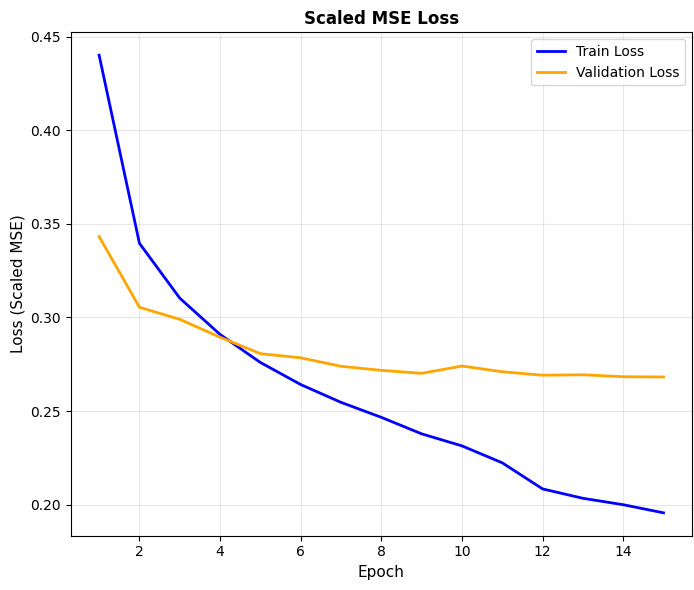 Scaled MSE Loss
Train Loss
Validation Loss
Loss (Scaled MSE)
0.45
0.40
0.35
0.30
0.25
0.20
2 4 6 8 10 12 14
Epoch